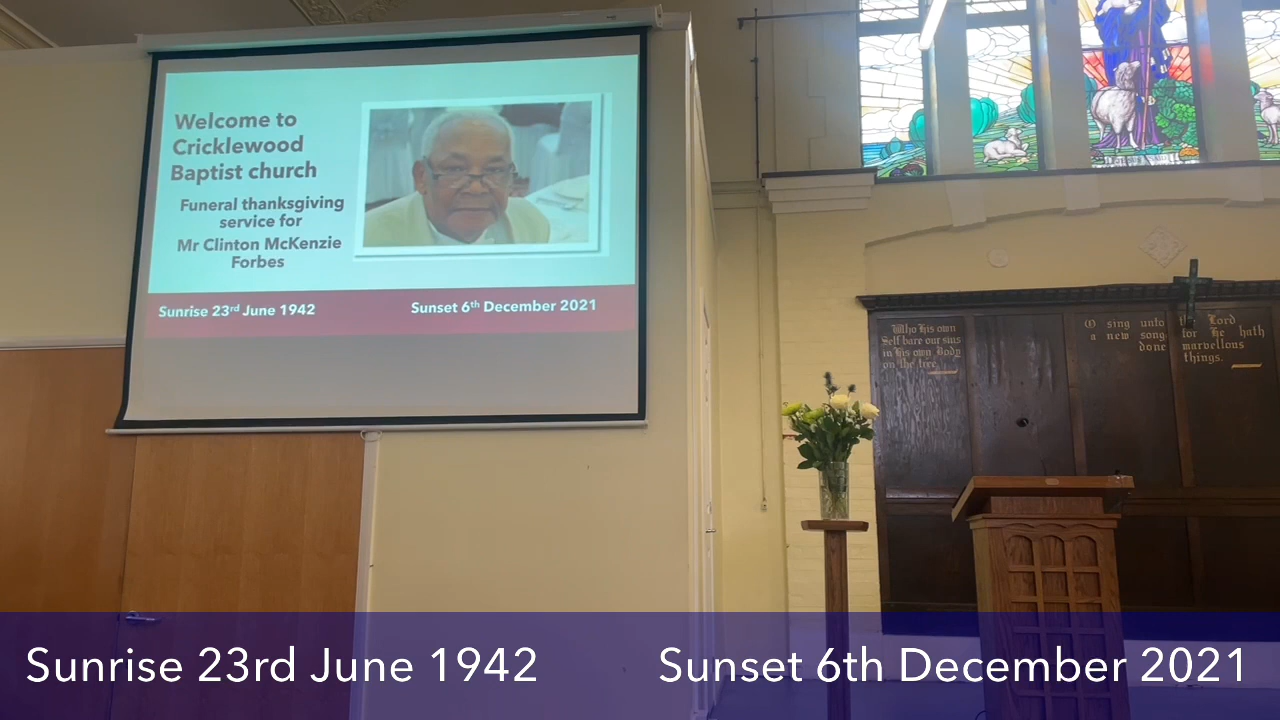 Welcome to
Cricklewood
Baptist church
Funeral thanksgiving
service for
Mr Clinton McKenzie
Forbes
Sunrise 23rd June 1942
Sunset 6th December 2021
Who His own
Self bare our sins
in His own Body
on the tree
O sing unto the Lord
a new song for He hath
done marvellous
things.
Sunrise 23rd June 1942
Sunset 6th December 2021